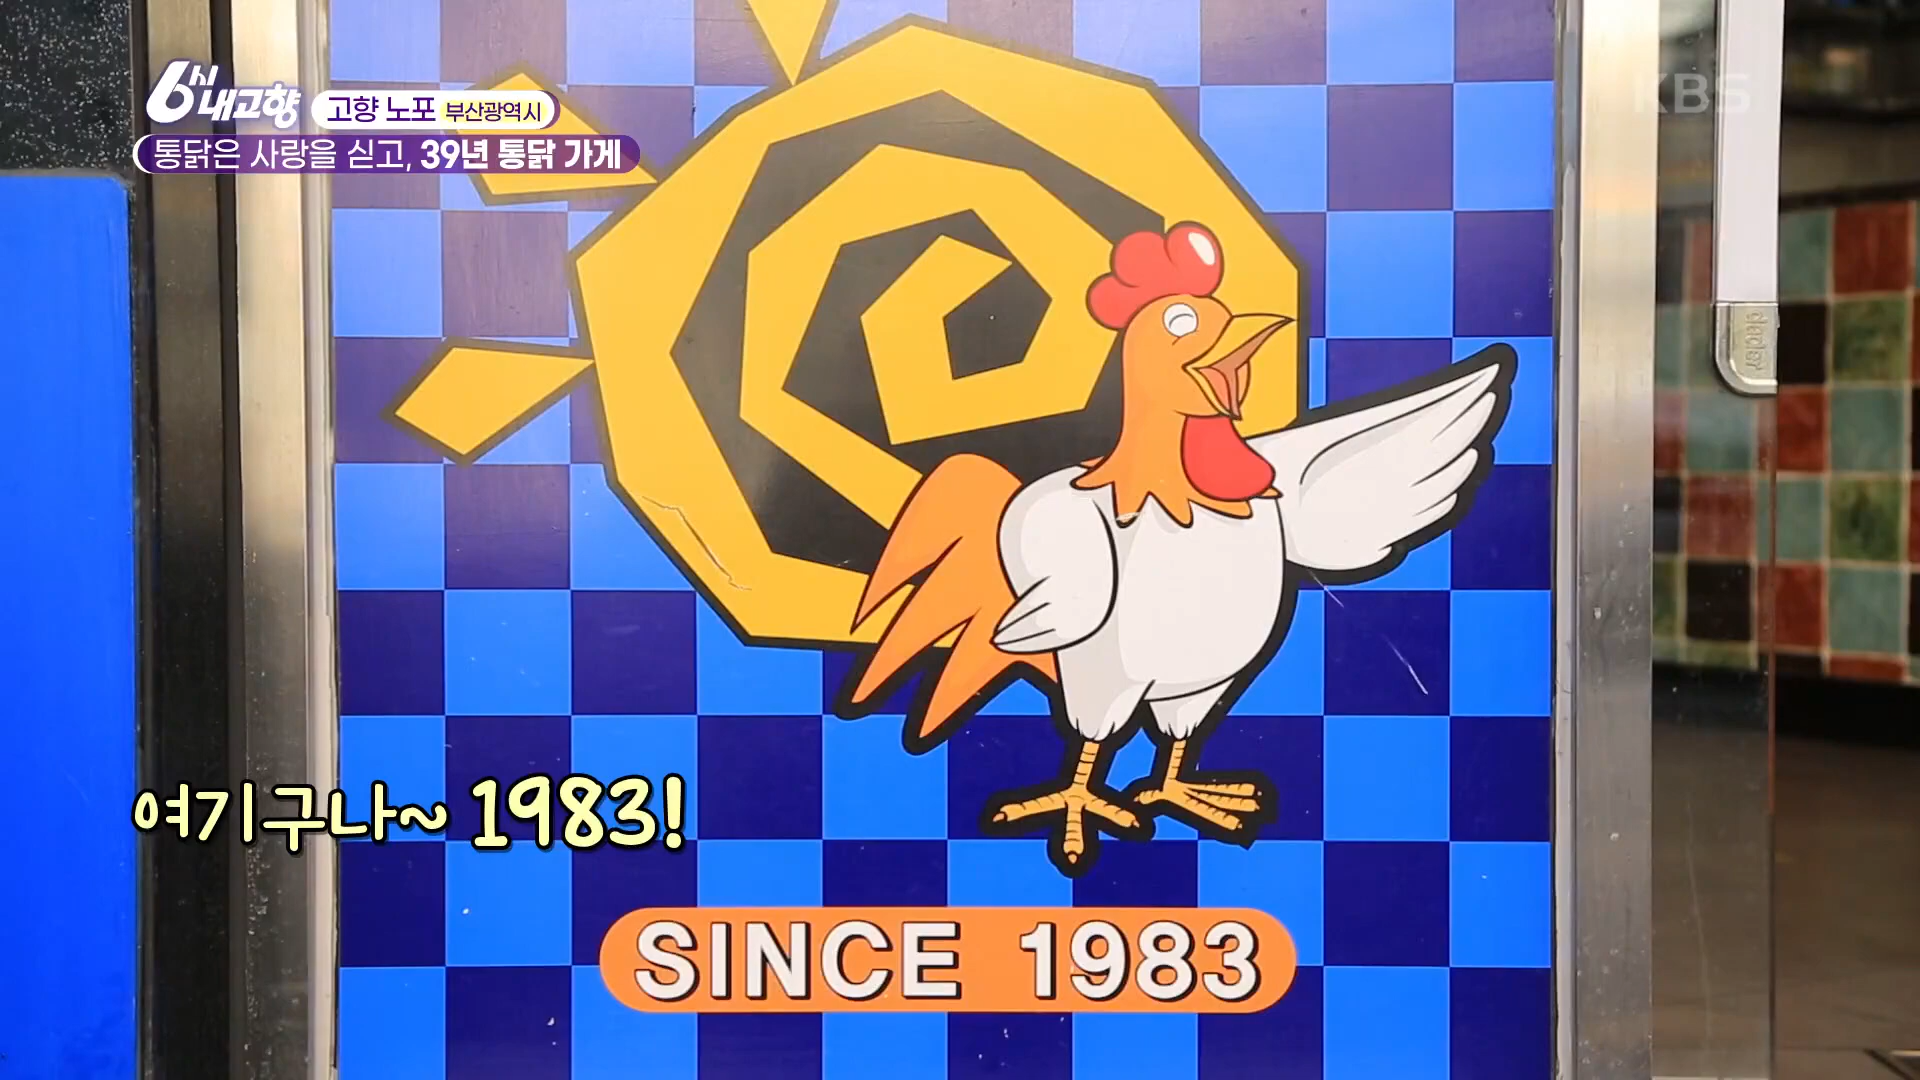 6시 내고향
고향 노포 부산광역시
통닭은 사랑을 싣고, 39년 통닭 가게
KBS
dador
여기구나~ 1983!
SINCE 1983